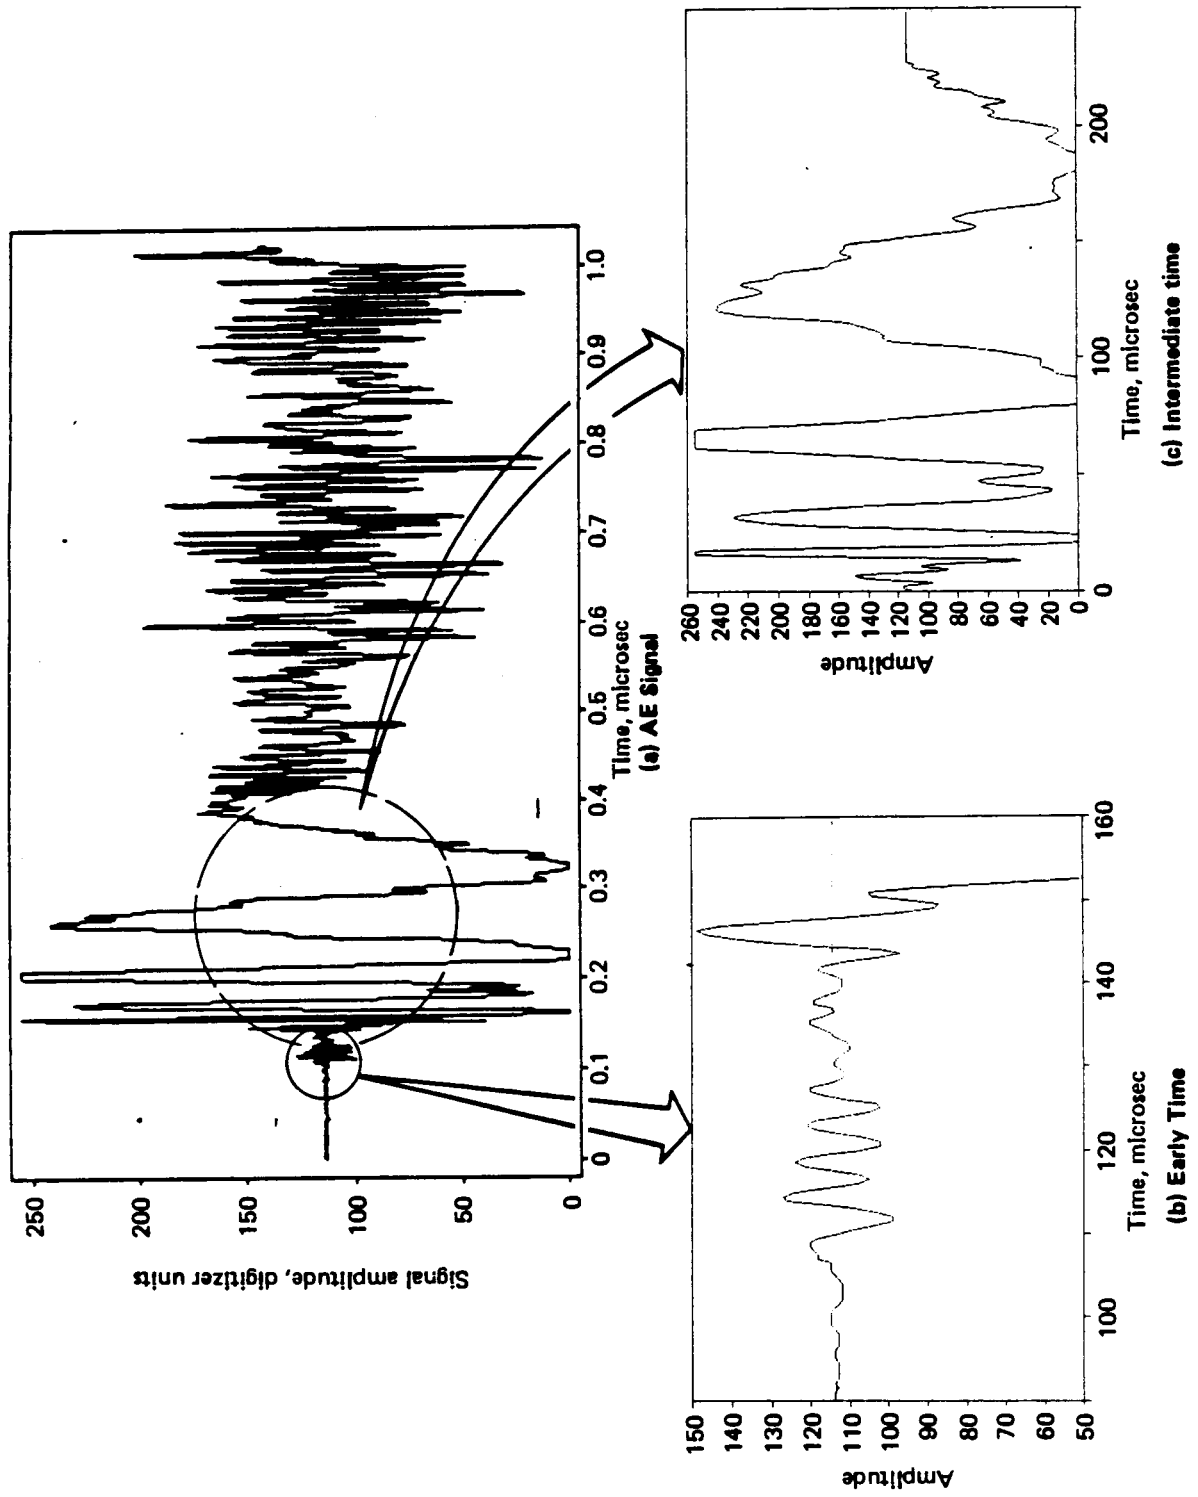 Signal amplitude, digitizer units
250
200
150
100
50
0
0 0.1 0.2 0.3 0.4 0.5 0.6 0.7 0.8 0.9 1.0
Time, microsec
(a) AE Signal
Amplitude
150
140
130
120
110
100
90
80
70
60
50
100 120 140 160
Time, microsec
(b) Early Time
Amplitude
260
240
220
200
180
160
140
120
100
80
60
40
20
0
0 100 200
Time, microsec
(c) Intermediate time